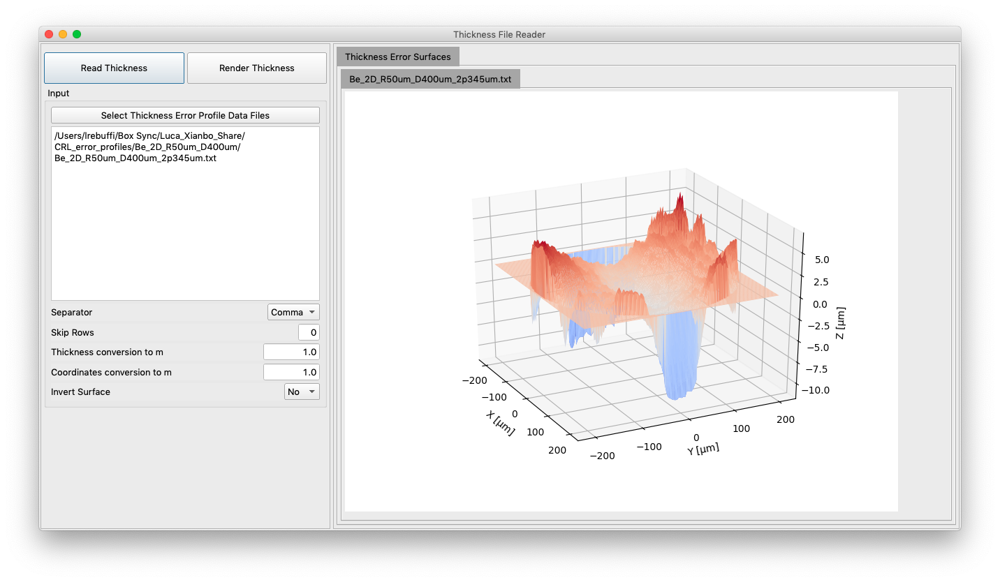 Thickness File Reader
Read Thickness
Render Thickness
Input
Select Thickness Error Profile Data Files
/Users/lrebuffi/Box Sync/Luca_Xianbo_Share/
CRL_error_profiles/Be_2D_R50um_D400um/
Be_2D_R50um_D400um_2p345um.txt
Separator
Comma
Skip Rows
0
Thickness conversion to m
1.0
Coordinates conversion to m
1.0
Invert Surface
No
Thickness Error Surfaces
Be_2D_R50um_D400um_2p345um.txt
5.0
2.5
0.0
−2.5
−5.0
−7.5
−10.0
Z [μm]
−200
−100
0
100
200
X [μm]
−200
−100
0
100
200
Y [μm]